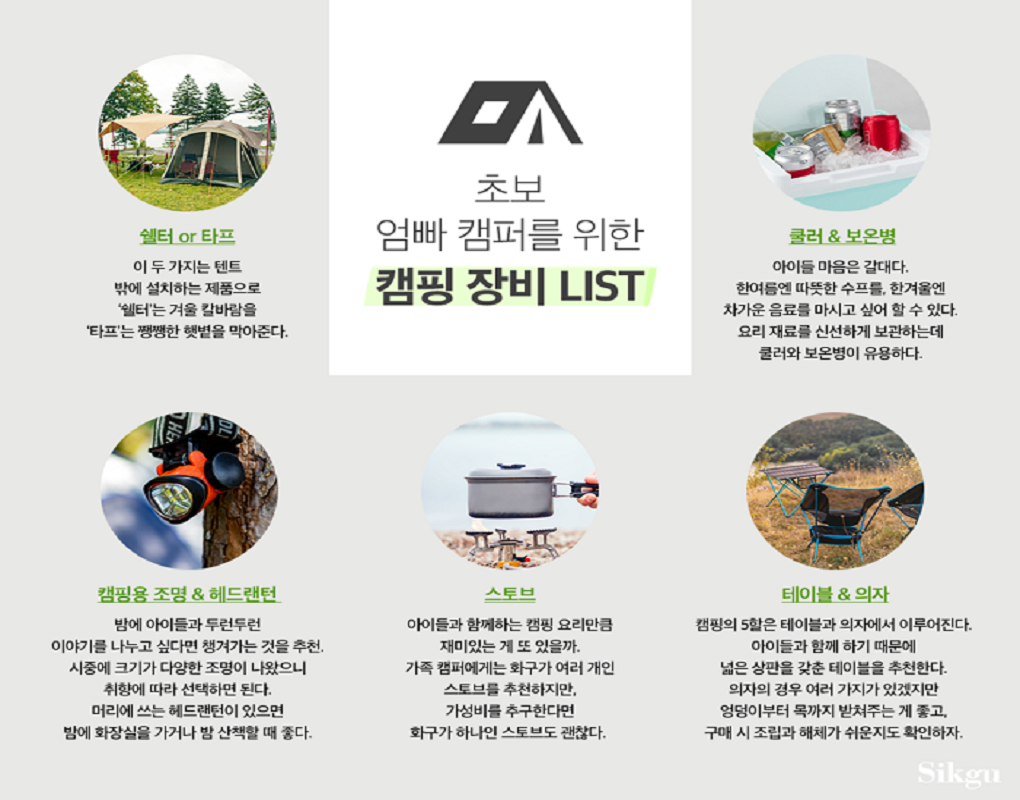 초보
엄빠 캠퍼를 위한
캠핑 장비 LIST
쉘터 or 타프
이 두 가지는 텐트
밖에 설치하는 제품으로
‘쉘터’는 겨울 칼바람을
‘타프’는 쨍쨍한 햇볕을 막아준다.
쿨러 & 보온병
아이들 마음은 갈대다.
한여름엔 따뜻한 수프를, 한겨울엔
차가운 음료를 마시고 싶어 할 수 있다.
요리 재료를 신선하게 보관하는데
쿨러와 보온병이 유용하다.
캠핑용 조명 & 헤드랜턴
밤에 아이들과 두런두런
이야기를 나누고 싶다면 챙겨가는 것을 추천.
시중에 크기가 다양한 조명이 나왔으니
취향에 따라 선택하면 된다.
머리에 쓰는 헤드랜턴이 있으면
밤에 화장실을 가거나 밤 산책할 때 좋다.
스토브
아이들과 함께하는 캠핑 요리만큼
재미있는 게 또 있을까.
가족 캠퍼에게는 화구가 여러 개인
스토브를 추천하지만,
가성비를 추구한다면
화구가 하나인 스토브도 괜찮다.
테이블 & 의자
캠핑의 5할은 테이블과 의자에서 이루어진다.
아이들과 함께 하기 때문에
넓은 상판을 갖춘 테이블을 추천한다.
의자의 경우 여러 가지가 있겠지만
엉덩이부터 목까지 받쳐주는 게 좋고,
구매 시 조립과 해체가 쉬운지도 확인하자.
Sikgu